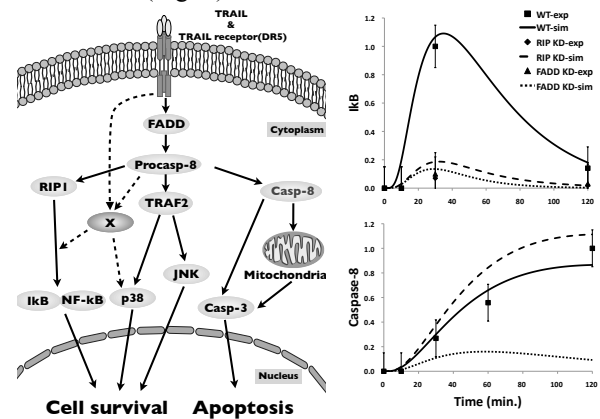 TRAIL
&
TRAIL receptor(DR5)
FADD
Cytoplasm
Procasp-8
RIP1
TRAF2
Casp-8
X
Mitochondria
JNK
IkB NF-kB p38
Casp-3
Nucleus
Cell survival Apoptosis
WT-exp
WT-sim
RIP KD-exp
RIP KD-sim
FADD KD-exp
FADD KD-sim
IkB
1.2
1.0
0.8
0.6
0.4
0.2
0.0
0 20 40 60 80 100 120
Caspase-8
1.2
1.0
0.8
0.6
0.4
0.2
0.0
0 20 40 60 80 100 120
Time (min.)